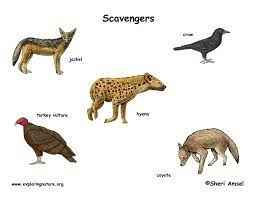 Scavengers
crow
jackal
turkey vulture
hyena
coyote
www.exploringnature.org
©Sheri Amsel